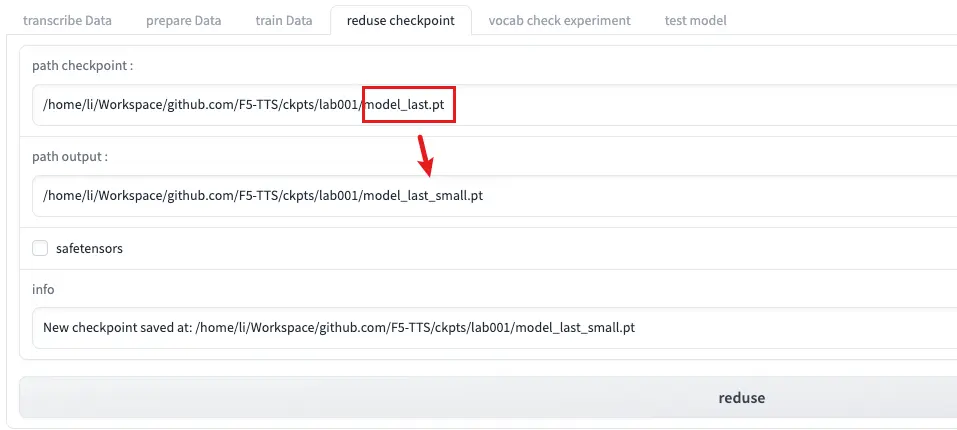 transcribe Data prepare Data train Data reduse checkpoint vocab check experiment test model
path checkpoint :
/home/li/Workspace/github.com/F5-TTS/ckpts/lab001/model_last.pt
path output :
/home/li/Workspace/github.com/F5-TTS/ckpts/lab001/model_last_small.pt
safetensors
info
New checkpoint saved at: /home/li/Workspace/github.com/F5-TTS/ckpts/lab001/model_last_small.pt
reduse